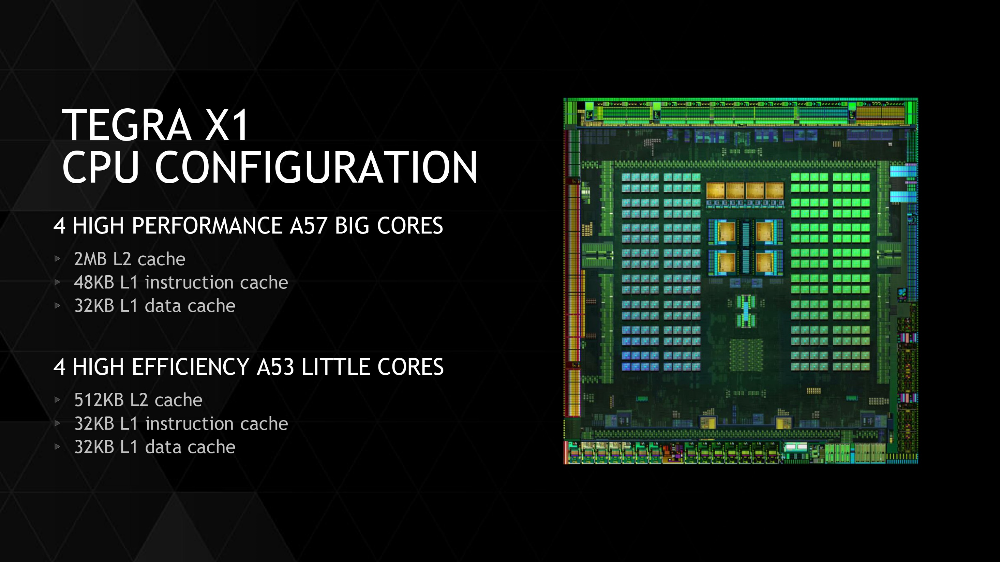 TEGRA X1
CPU CONFIGURATION
4 HIGH PERFORMANCE A57 BIG CORES
2MB L2 cache
48KB L1 instruction cache
32KB L1 data cache
4 HIGH EFFICIENCY A53 LITTLE CORES
512KB L2 cache
32KB L1 instruction cache
32KB L1 data cache